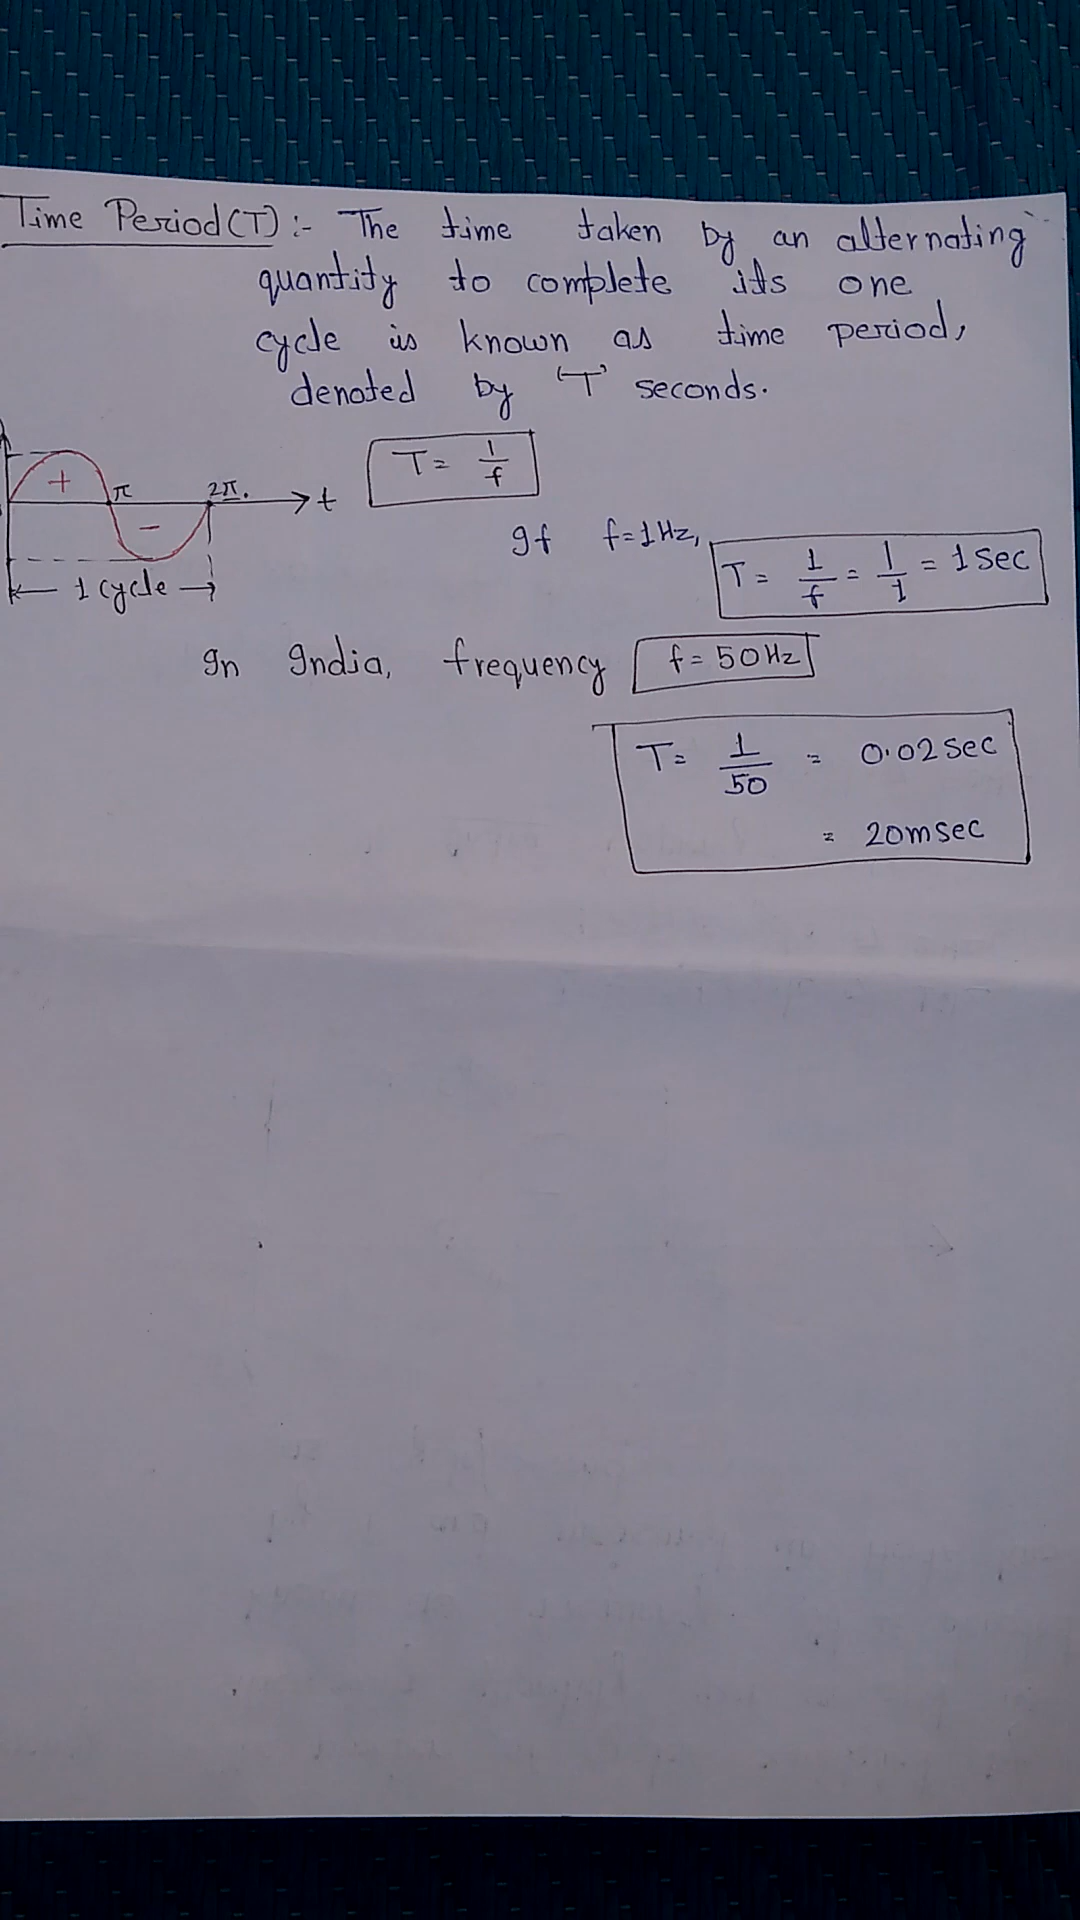 Time Period(T) :- The time taken by an alternating
quantity to complete its one
cycle is known as time period,
denoted by 'T' seconds.
+ π 2π. t
-
1 cycle
T = 1/f
If f=1Hz,
T = 1/f = 1/1 = 1 sec
In India, frequency f = 50Hz
T = 1/50 = 0.02 sec
= 20msec